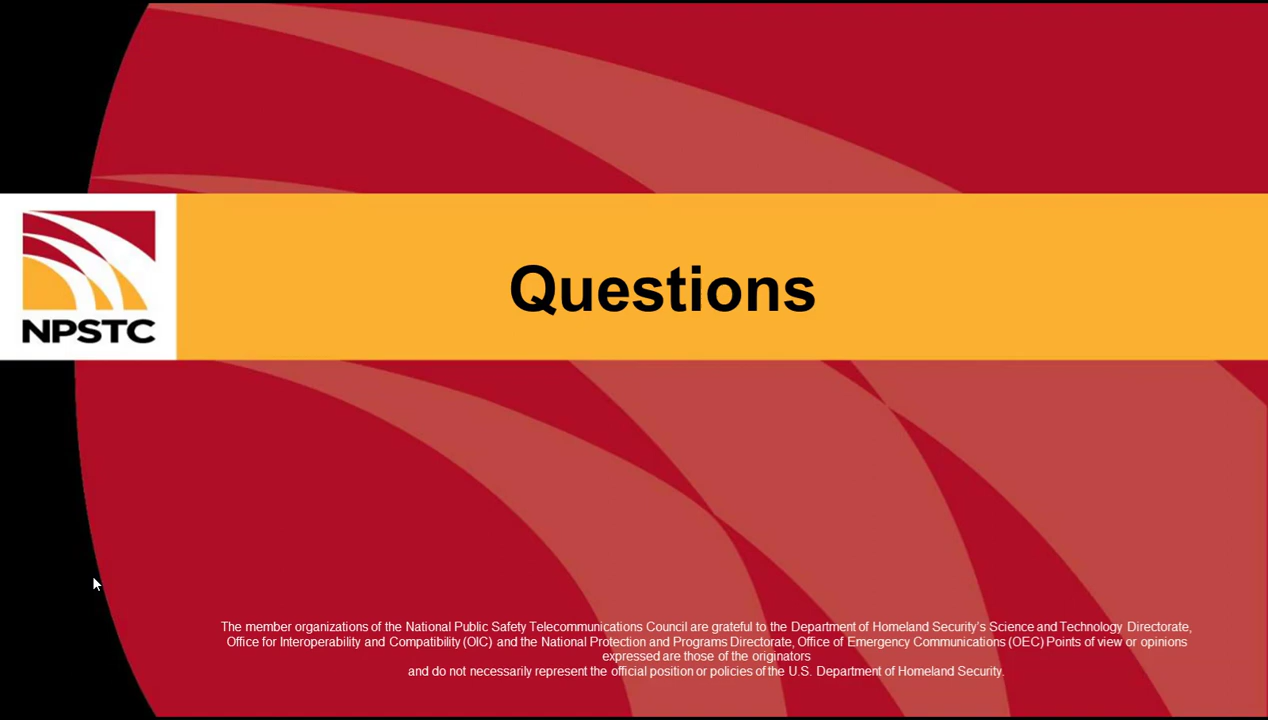 NPSTC
Questions
The member organizations of the National Public Safety Telecommunications Council are grateful to the Department of Homeland Security's Science and Technology Directorate,
Office for Interoperability and Compatibility (OIC) and the National Protection and Programs Directorate, Office of Emergency Communications (OEC) Points of view or opinions
expressed are those of the originators
and do not necessarily represent the official position or policies of the U.S. Department of Homeland Security.